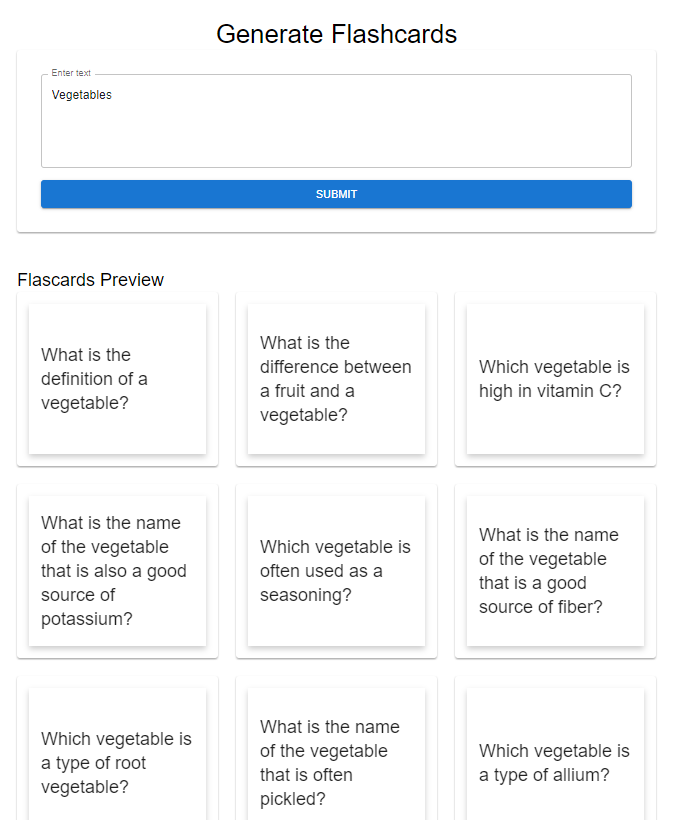 Generate Flashcards
Enter text
Vegetables
SUBMIT
Flascards Preview
What is the
definition of a
vegetable?
What is the
difference between
a fruit and a
vegetable?
Which vegetable is
high in vitamin C?
What is the name
of the vegetable
that is also a good
source of
potassium?
Which vegetable is
often used as a
seasoning?
What is the name
of the vegetable
that is a good
source of fiber?
Which vegetable is
a type of root
vegetable?
What is the name
of the vegetable
that is often
pickled?
Which vegetable is
a type of allium?